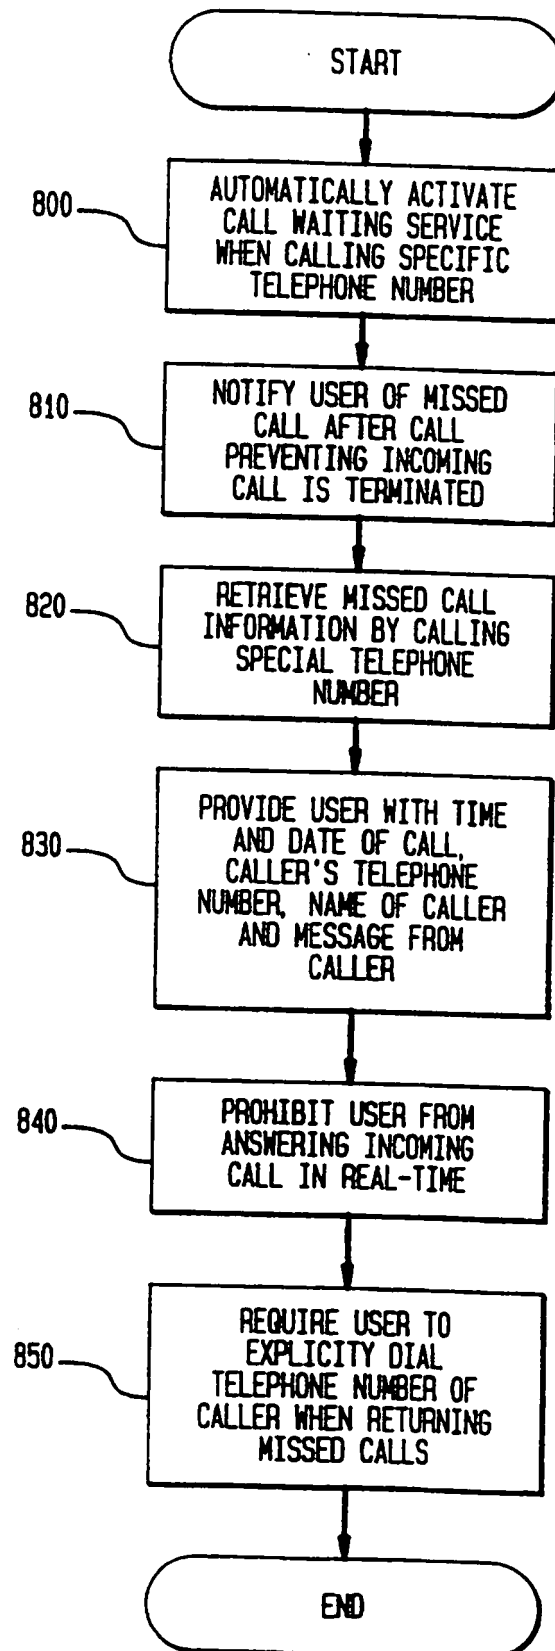 START
800
AUTOMATICALLY ACTIVATE
CALL WAITING SERVICE
WHEN CALLING SPECIFIC
TELEPHONE NUMBER
810
NOTIFY USER OF MISSED
CALL AFTER CALL
PREVENTING INCOMING
CALL IS TERMINATED
820
RETRIEVE MISSED CALL
INFORMATION BY CALLING
SPECIAL TELEPHONE
NUMBER
830
PROVIDE USER WITH TIME
AND DATE OF CALL,
CALLER'S TELEPHONE
NUMBER, NAME OF CALLER
AND MESSAGE FROM
CALLER
840
PROHIBIT USER FROM
ANSWERING INCOMING
CALL IN REAL-TIME
850
REQUIRE USER TO
EXPLICITY DIAL
TELEPHONE NUMBER OF
CALLER WHEN RETURNING
MISSED CALLS
END